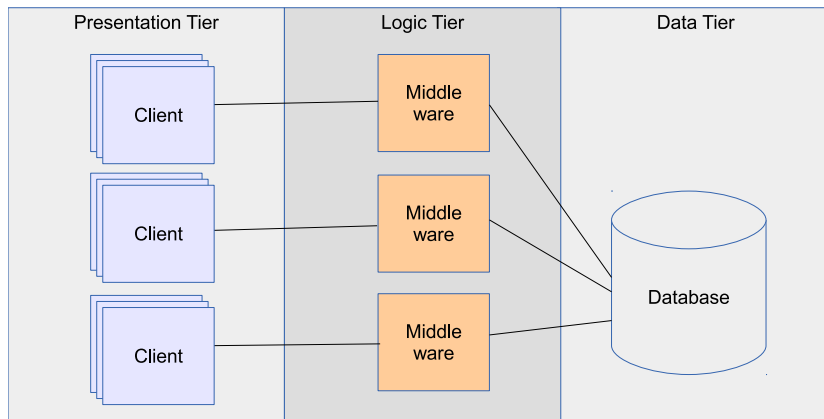 Presentation Tier
Logic Tier
Data Tier
Client
Middle
ware
Client
Middle
ware
Database
Client
Middle
ware